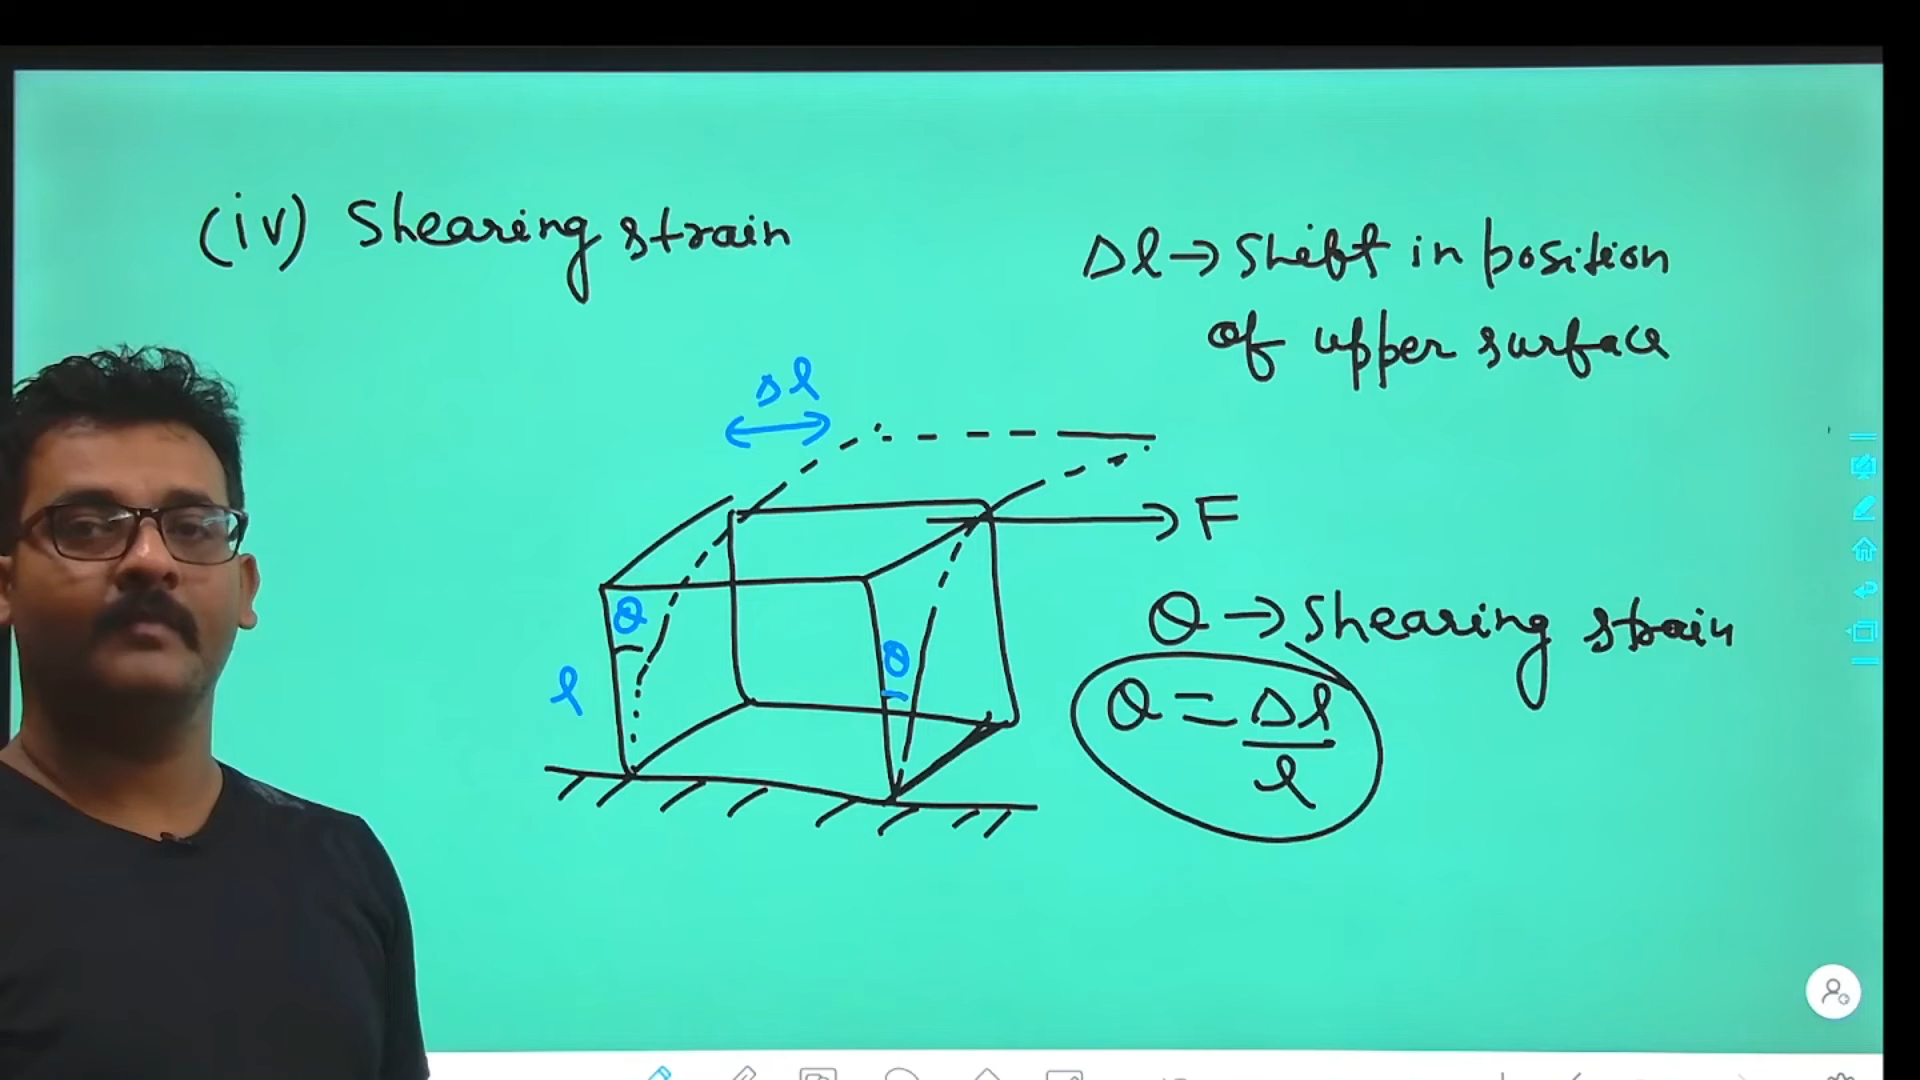 (iv) Shearing strain
Δl → Shift in position
of upper surface
Δl
F
θ
θ
l
θ → Shearing strain
θ = Δl
l